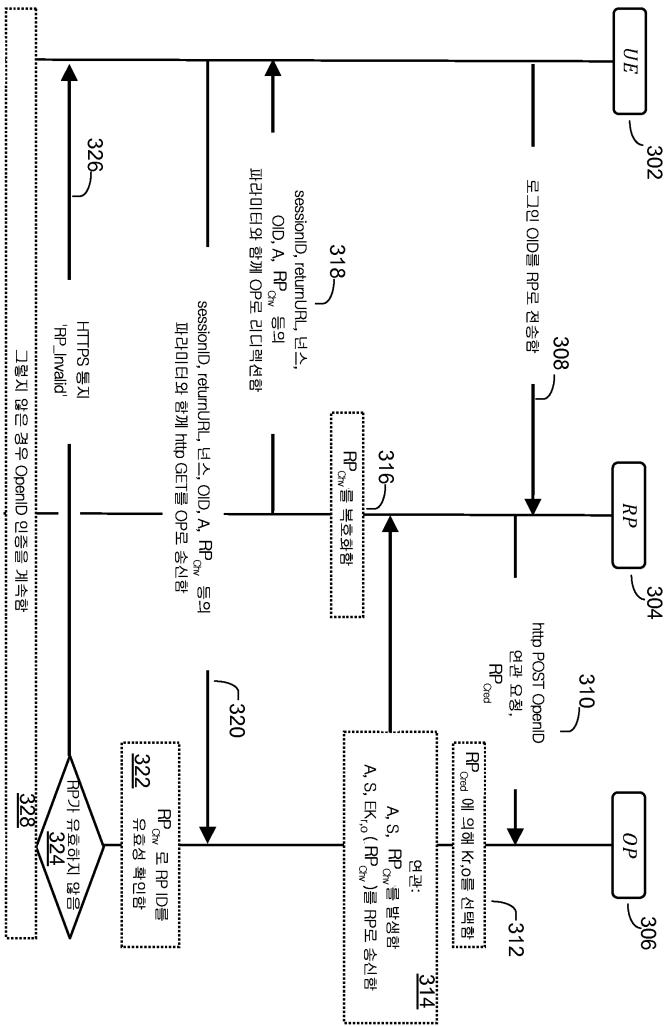 UE
302
RP
304
OP
306
로그인 OID를 RP로 전송함
308
http POST OpenID
연관 요청,
RP_Cred
310
RP_Cred 에 의해 Kr,o를 선택함
312
연관:
A, S, RP_Chv 를 발생함
A, S, EK_r,o ( RP_Chv )를 RP로 송신함
314
RP_Chv 를 복호화함
316
sessionID, returnURL, 넌스,
OID, A, RP_Chv 등의
파라미터와 함께 OP로 리디렉션함
318
sessionID, returnURL, 넌스, OID, A, RP_Chv 등의
파라미터와 함께 http GET를 OP로 송신함
320
RP_Chv 로 RP ID를
유효성 확인함
322
RP가 유효하지 않음
324
HTTPS 통지
'RP_Invalid'
326
그렇지 않은 경우 OpenID 인증을 계속함
328